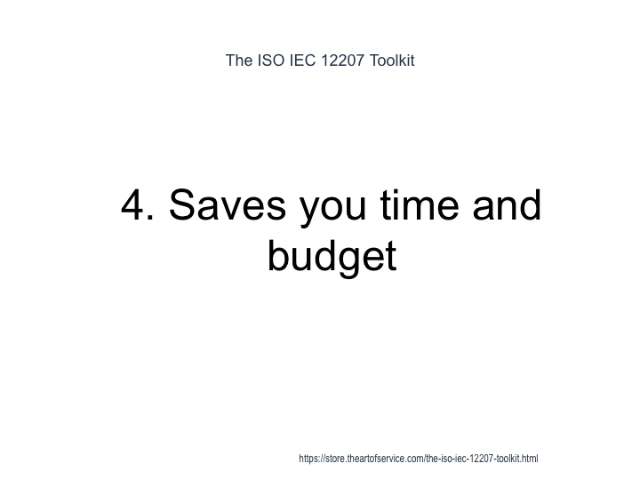 The ISO IEC 12207 Toolkit
4. Saves you time and
budget
https://store.theartofservice.com/the-iso-iec-12207-toolkit.html